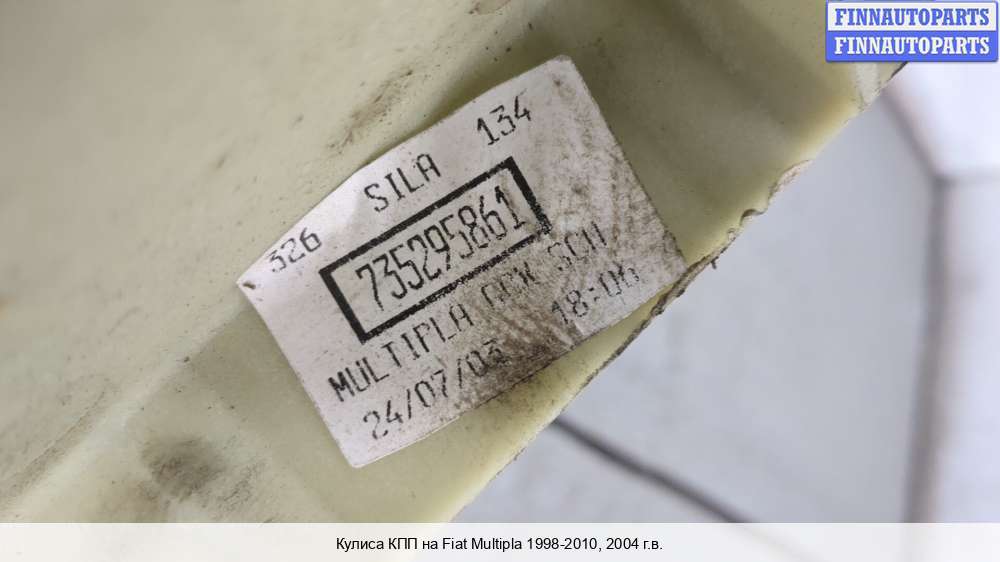 FINNAUTOPARTS
FINNAUTOPARTS
326 SILA 134
735295861
MULTIPLA
24/07/03 18:06
Кулиса КПП на Fiat Multipla 1998-2010, 2004 г.в.